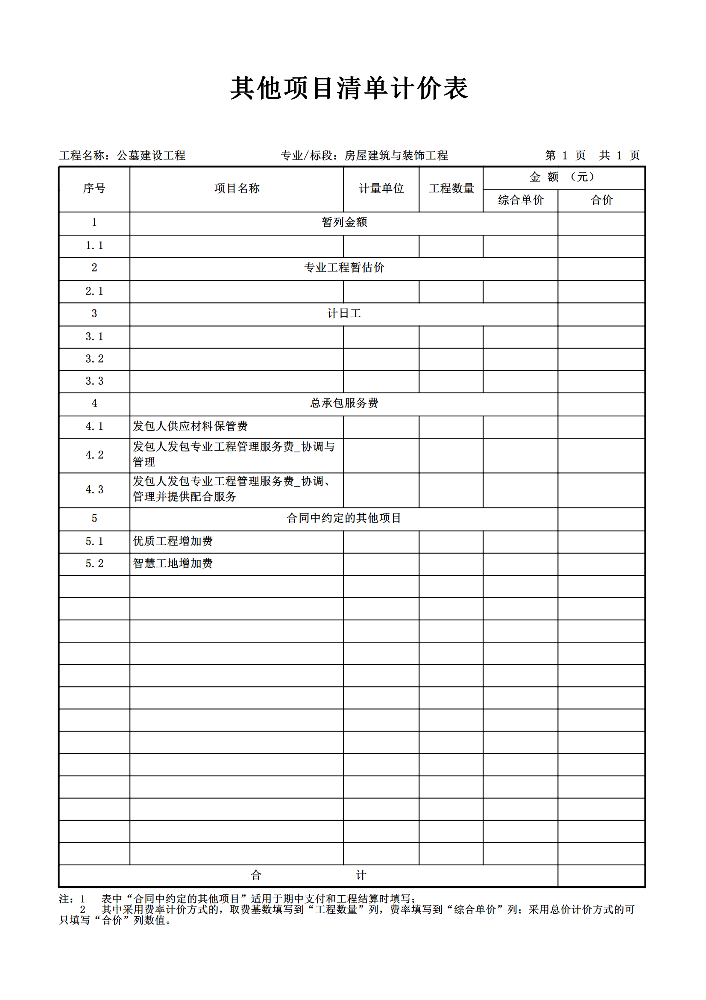 其他项目清单计价表
工程名称：公墓建设工程 专业/标段：房屋建筑与装饰工程 第 1 页 共 1 页
序号 项目名称 计量单位 工程数量 金 额 （元）
综合单价 合价
1 暂列金额
1.1
2 专业工程暂估价
2.1
3 计日工
3.1
3.2
3.3
4 总承包服务费
4.1 发包人供应材料保管费
4.2 发包人发包专业工程管理服务费_协调与
管理
4.3 发包人发包专业工程管理服务费_协调、
管理并提供配合服务
5 合同中约定的其他项目
5.1 优质工程增加费
5.2 智慧工地增加费
合 计
注：1 表中“合同中约定的其他项目”适用于期中支付和工程结算时填写；
2 其中采用费率计价方式的，取费基数填写到“工程数量”列，费率填写到“综合单价”列；采用总价计价方式的可
只填写“合价”列数值。